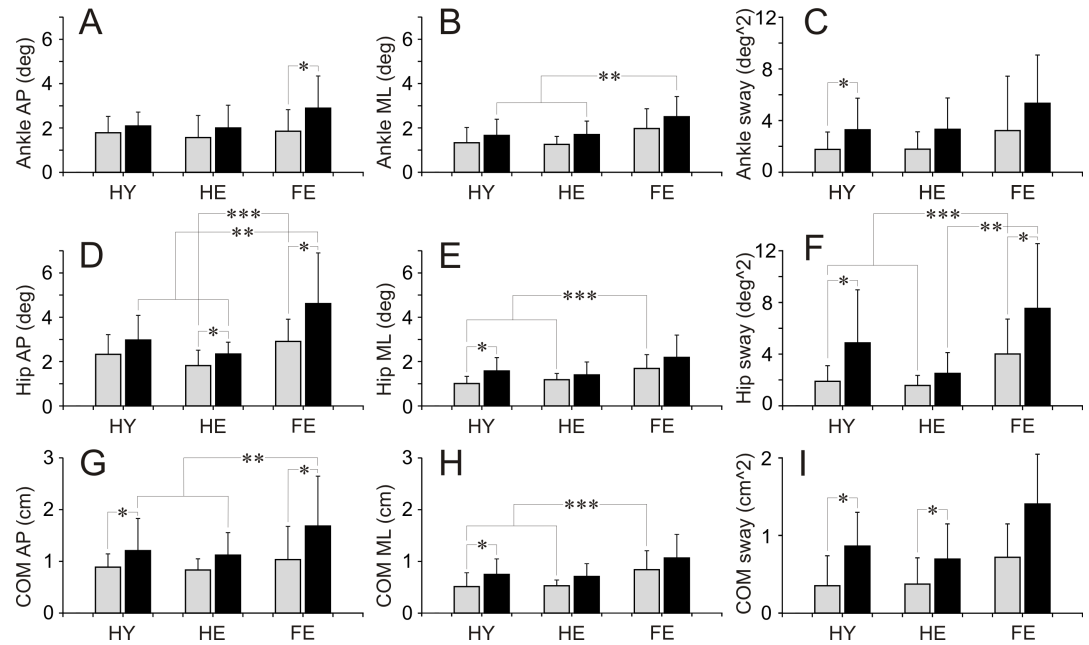 A
Ankle AP (deg)
6
4
2
0
*
HY HE FE
B
Ankle ML (deg)
6
4
2
0
**
HY HE FE
C
Ankle sway (deg^2)
12
8
4
0
*
HY HE FE
D
Hip AP (deg)
6
4
2
0
***
**
*
*
HY HE FE
E
Hip ML (deg)
6
4
2
0
***
*
HY HE FE
F
Hip sway (deg^2)
12
8
4
0
***
**
*
*
HY HE FE
G
COM AP (cm)
3
2
1
0
**
*
*
HY HE FE
H
COM ML (cm)
3
2
1
0
***
*
HY HE FE
I
COM sway (cm^2)
2
1
0
*
*
HY HE FE